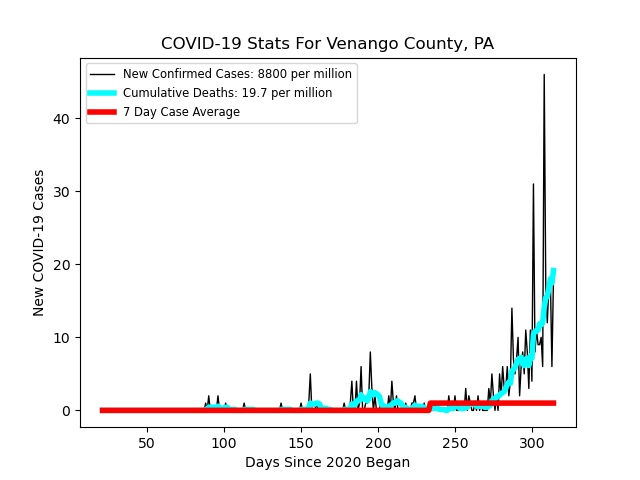 COVID-19 Stats For Venango County, PA
New Confirmed Cases: 8800 per million
Cumulative Deaths: 19.7 per million
7 Day Case Average
New COVID-19 Cases
40
30
20
10
0
50 100 150 200 250 300
Days Since 2020 Began